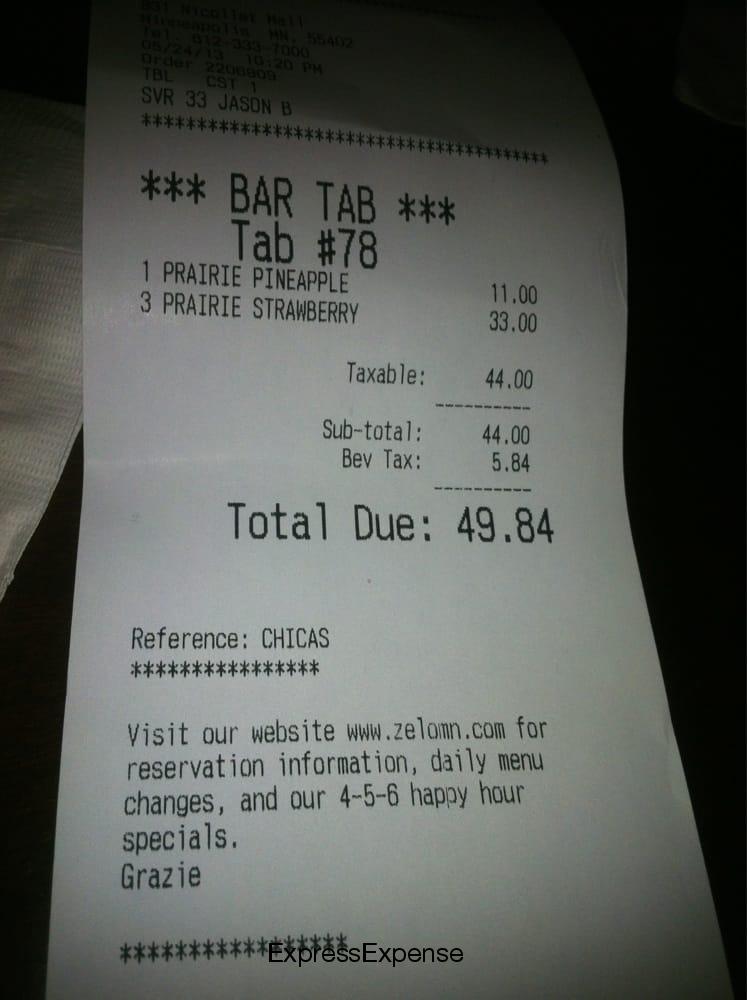 831 Nicollet Mall
Minneapolis MN, 55402
Tel. 612-333-7000
05/24/13 10:20 PM
Order 2206909
TBL CST 1
SVR 33 JASON B
******************************************
*** BAR TAB ***
Tab #78
1 PRAIRIE PINEAPPLE 11.00
3 PRAIRIE STRAWBERRY 33.00
Taxable: 44.00
----------
Sub-total: 44.00
Bev Tax: 5.84
----------
Total Due: 49.84
Reference: CHICAS
*****************
Visit our website www.zelomn.com for
reservation information, daily menu
changes, and our 4-5-6 happy hour
specials.
Grazie
*******************
ExpressExpense